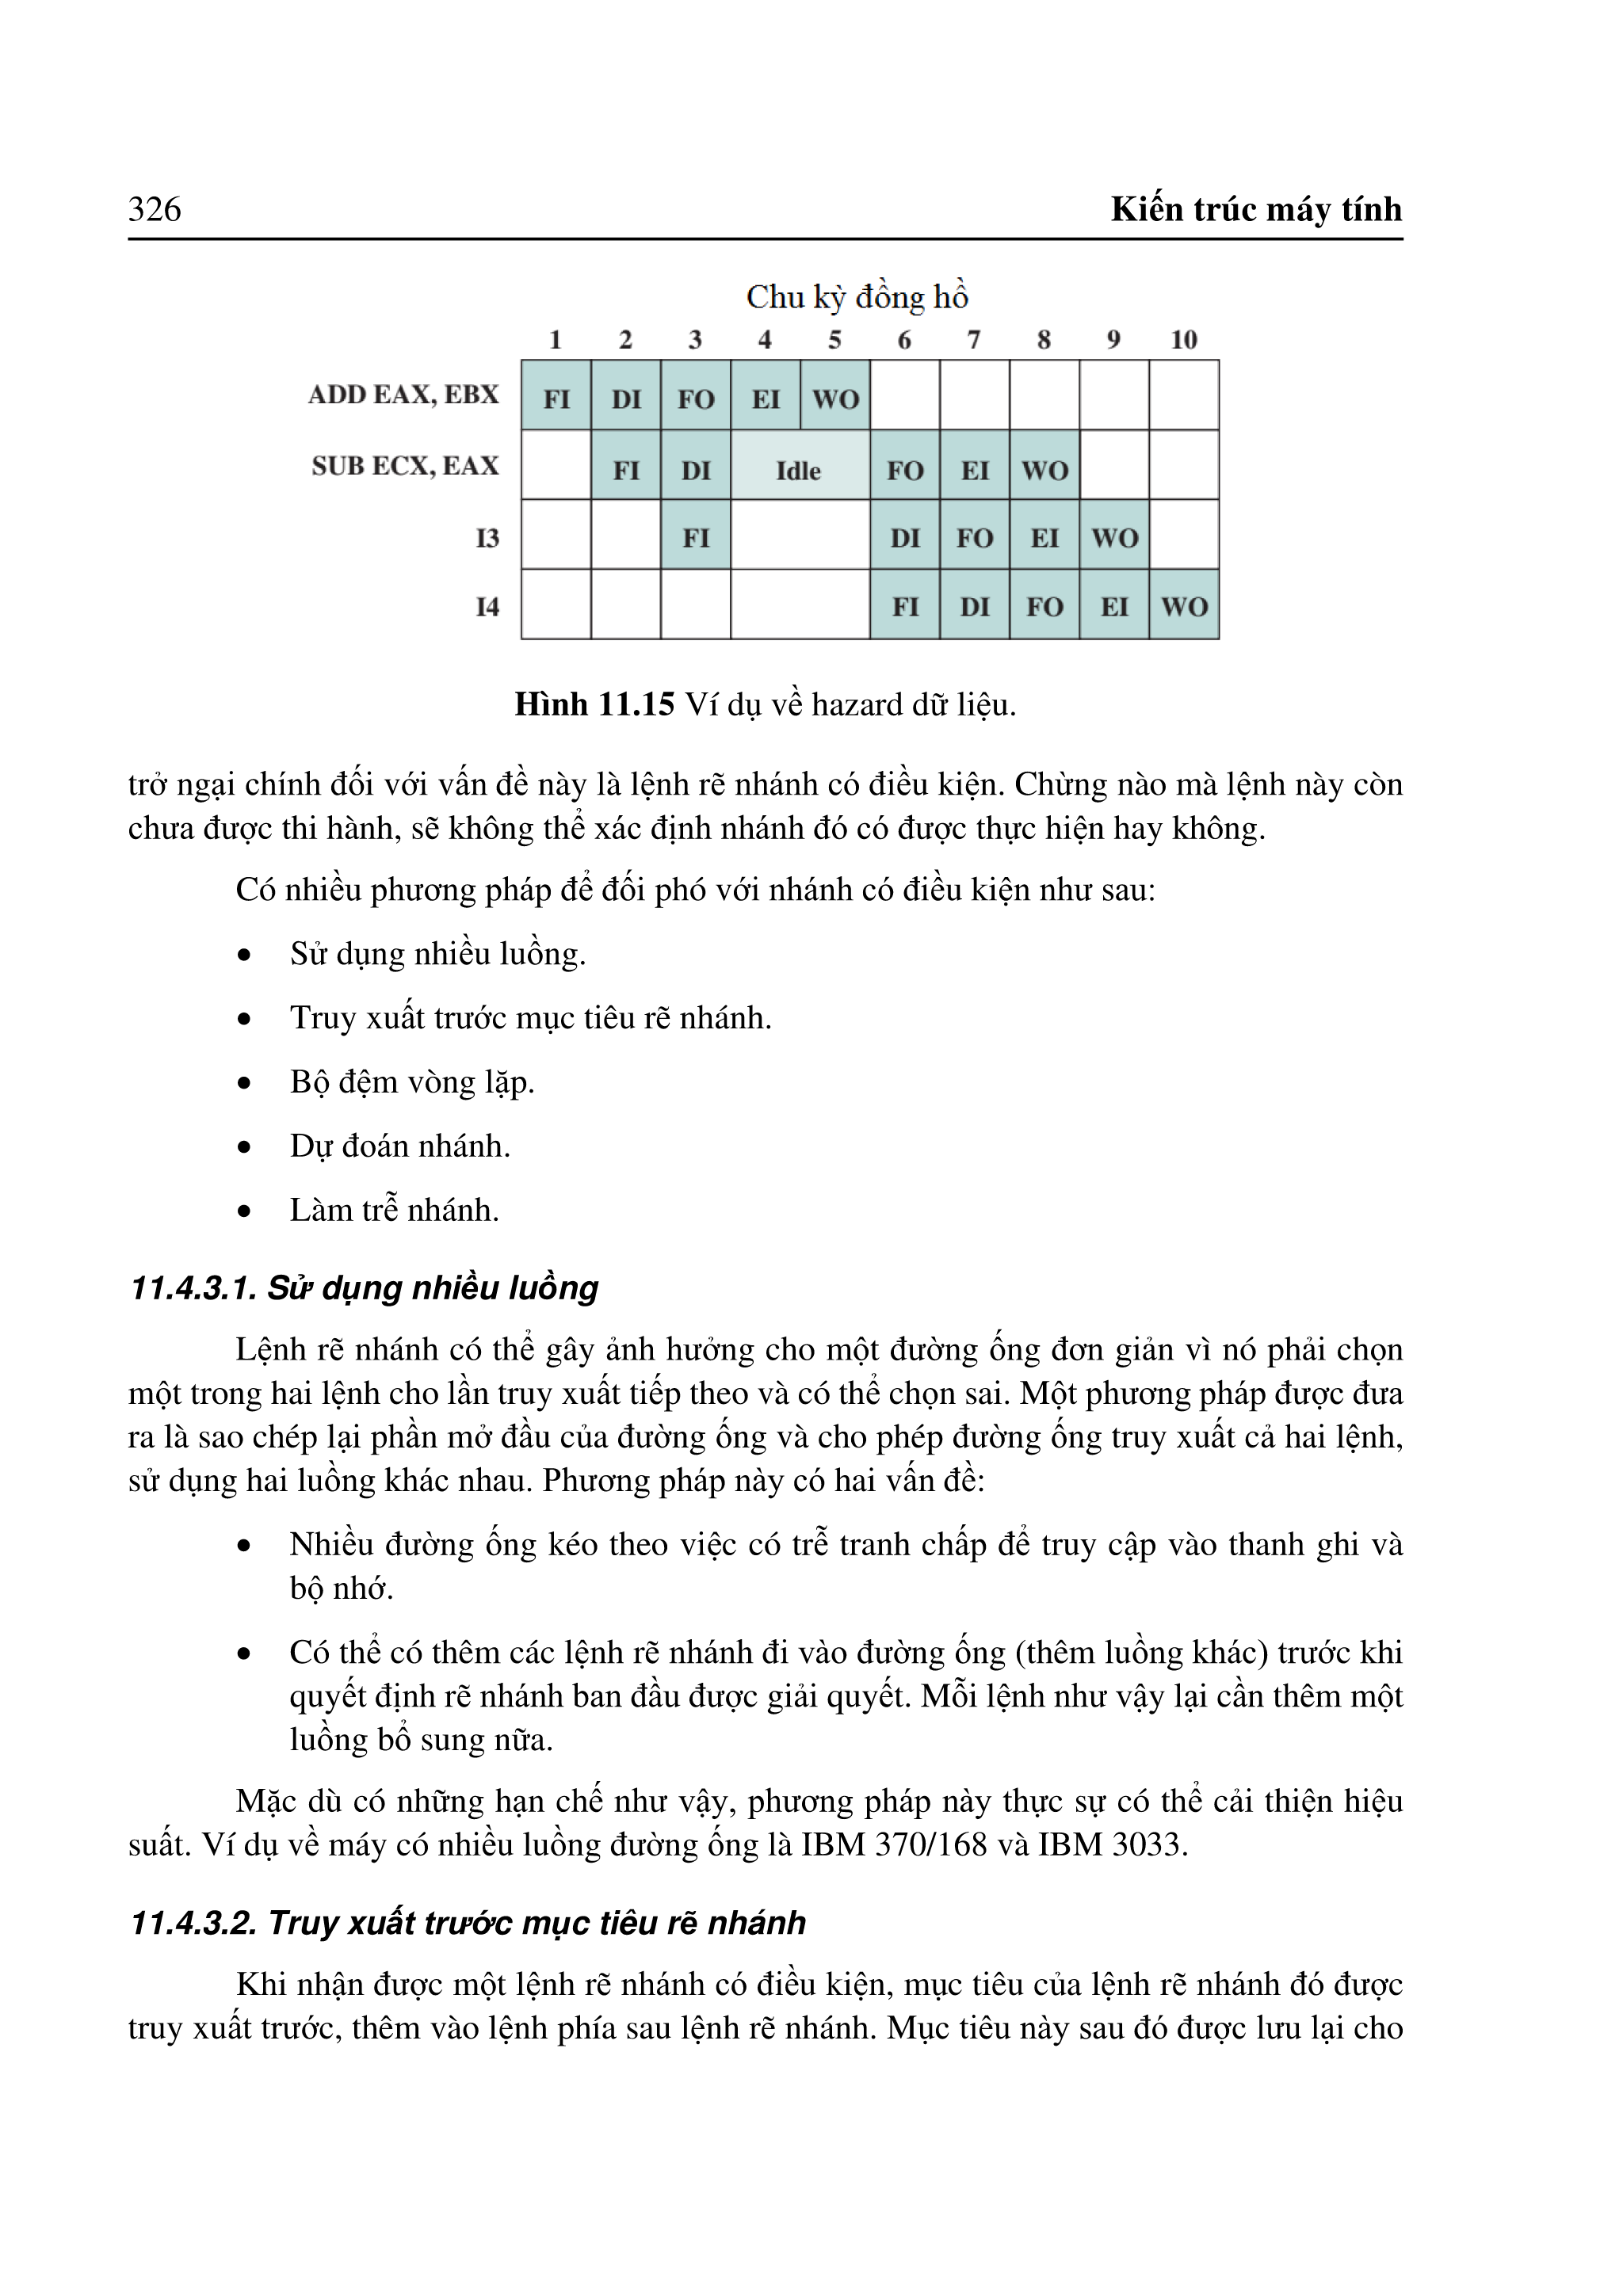 326 Kiến trúc máy tính
Chu kỳ đồng hồ
1 2 3 4 5 6 7 8 9 10
ADD EAX, EBX FI DI FO EI WO
SUB ECX, EAX FI DI Idle FO EI WO
I3 FI DI FO EI WO
I4 FI DI FO EI WO
Hình 11.15 Ví dụ về hazard dữ liệu.
trở ngại chính đối với vấn đề này là lệnh rẽ nhánh có điều kiện. Chừng nào mà lệnh này còn
chưa được thi hành, sẽ không thể xác định nhánh đó có được thực hiện hay không.
Có nhiều phương pháp để đối phó với nhánh có điều kiện như sau:
• Sử dụng nhiều luồng.
• Truy xuất trước mục tiêu rẽ nhánh.
• Bộ đệm vòng lặp.
• Dự đoán nhánh.
• Làm trễ nhánh.
11.4.3.1. Sử dụng nhiều luồng
Lệnh rẽ nhánh có thể gây ảnh hưởng cho một đường ống đơn giản vì nó phải chọn
một trong hai lệnh cho lần truy xuất tiếp theo và có thể chọn sai. Một phương pháp được đưa
ra là sao chép lại phần mở đầu của đường ống và cho phép đường ống truy xuất cả hai lệnh,
sử dụng hai luồng khác nhau. Phương pháp này có hai vấn đề:
• Nhiều đường ống kéo theo việc có trễ tranh chấp để truy cập vào thanh ghi và
bộ nhớ.
• Có thể có thêm các lệnh rẽ nhánh đi vào đường ống (thêm luồng khác) trước khi
quyết định rẽ nhánh ban đầu được giải quyết. Mỗi lệnh như vậy lại cần thêm một
luồng bổ sung nữa.
Mặc dù có những hạn chế như vậy, phương pháp này thực sự có thể cải thiện hiệu
suất. Ví dụ về máy có nhiều luồng đường ống là IBM 370/168 và IBM 3033.
11.4.3.2. Truy xuất trước mục tiêu rẽ nhánh
Khi nhận được một lệnh rẽ nhánh có điều kiện, mục tiêu của lệnh rẽ nhánh đó được
truy xuất trước, thêm vào lệnh phía sau lệnh rẽ nhánh. Mục tiêu này sau đó được lưu lại cho